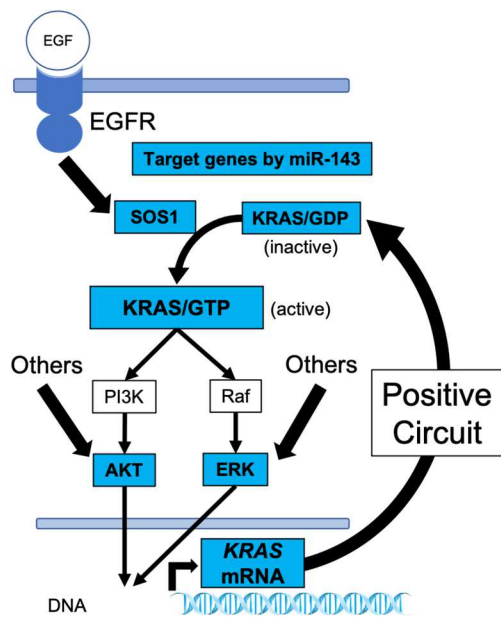 EGF
EGFR
Target genes by miR-143
SOS1
KRAS/GDP
(inactive)
KRAS/GTP
(active)
Others
Others
PI3K
Raf
Positive
Circuit
AKT
ERK
KRAS
mRNA
DNA